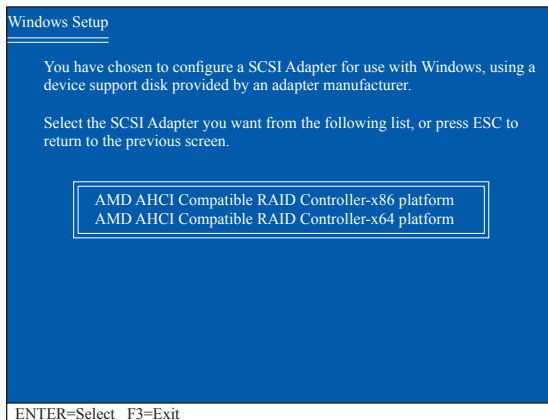 Windows Setup
You have chosen to configure a SCSI Adapter for use with Windows, using a
device support disk provided by an adapter manufacturer.
Select the SCSI Adapter you want from the following list, or press ESC to
return to the previous screen.
AMD AHCI Compatible RAID Controller-x86 platform
AMD AHCI Compatible RAID Controller-x64 platform
ENTER=Select F3=Exit